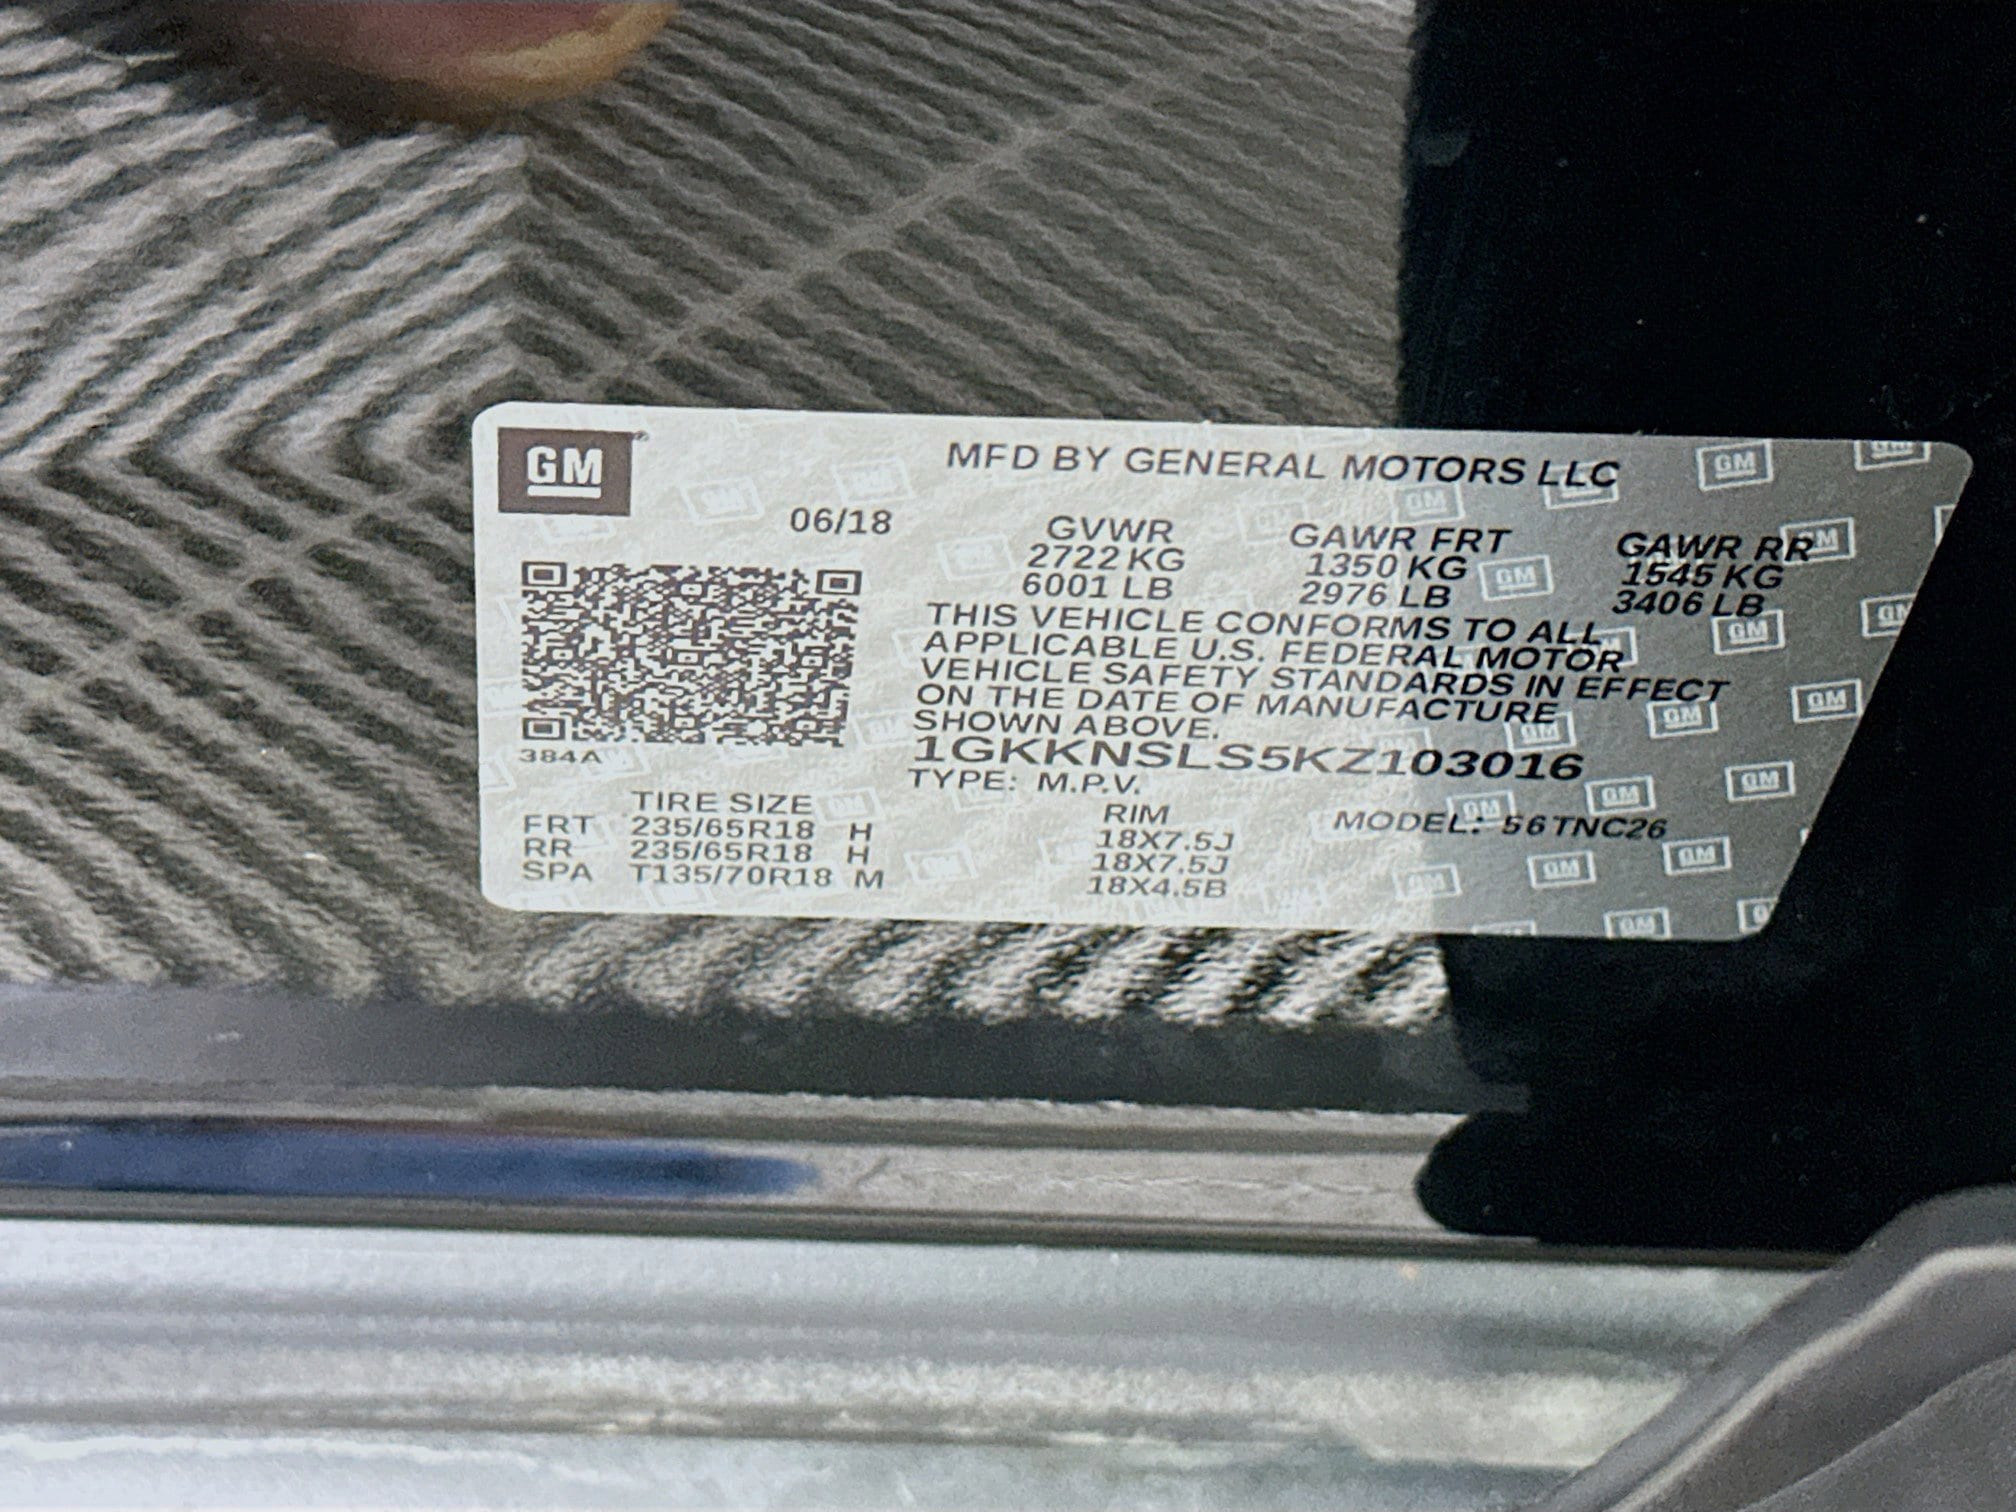 GM
MFD BY GENERAL MOTORS LLC
06/18
GVWR GAWR FRT GAWR RR
2722 KG 1350 KG 1545 KG
6001 LB 2976 LB 3406 LB
THIS VEHICLE CONFORMS TO ALL
APPLICABLE U.S. FEDERAL MOTOR
VEHICLE SAFETY STANDARDS IN EFFECT
ON THE DATE OF MANUFACTURE
SHOWN ABOVE.
384A
1GKKNSLS5KZ103016
TYPE: M.P.V.
TIRE SIZE RIM MODEL: 56TNC26
FRT 235/65R18 H 18X7.5J
RR 235/65R18 H 18X7.5J
SPA T135/70R18 M 18X4.5B